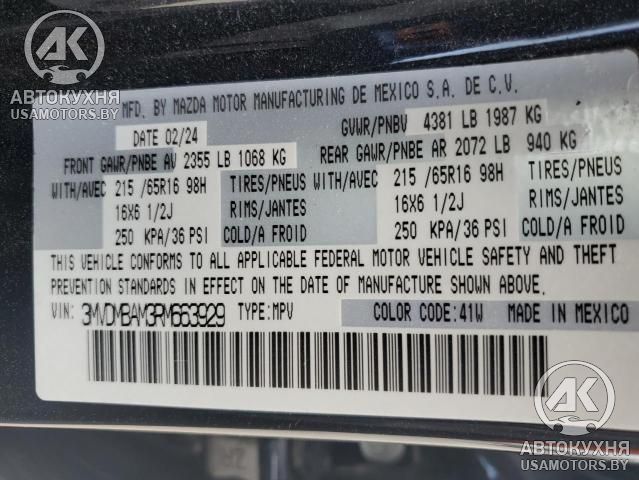 AK
АВТОКУХНЯ
USAMOTORS.BY
MFD. BY MAZDA MOTOR MANUFACTURING DE MEXICO S.A. DE C.V.
DATE 02/24 GVWR/PNBV 4381 LB 1987 KG
FRONT GAWR/PNBE AV 2355 LB 1068 KG REAR GAWR/PNBE AR 2072 LB 940 KG
WITH/AVEC 215 /65R16 98H TIRES/PNEUS WITH/AVEC 215 /65R16 98H TIRES/PNEUS
16X6 1/2J RIMS/JANTES 16X6 1/2J RIMS/JANTES
250 KPA/36 PSI COLD/A FROID 250 KPA/36 PSI COLD/A FROID
THIS VEHICLE CONFORMS TO ALL APPLICABLE FEDERAL MOTOR VEHICLE SAFETY AND THEFT
PREVENTION STANDARDS IN EFFECT ON THE DATE OF MANUFACTURE SHOWN ABOVE.
VIN: 3MVDMBAM3RM663929 TYPE:MPV COLOR CODE:41W MADE IN MEXICO
AK
АВТОКУХНЯ
USAMOTORS.BY